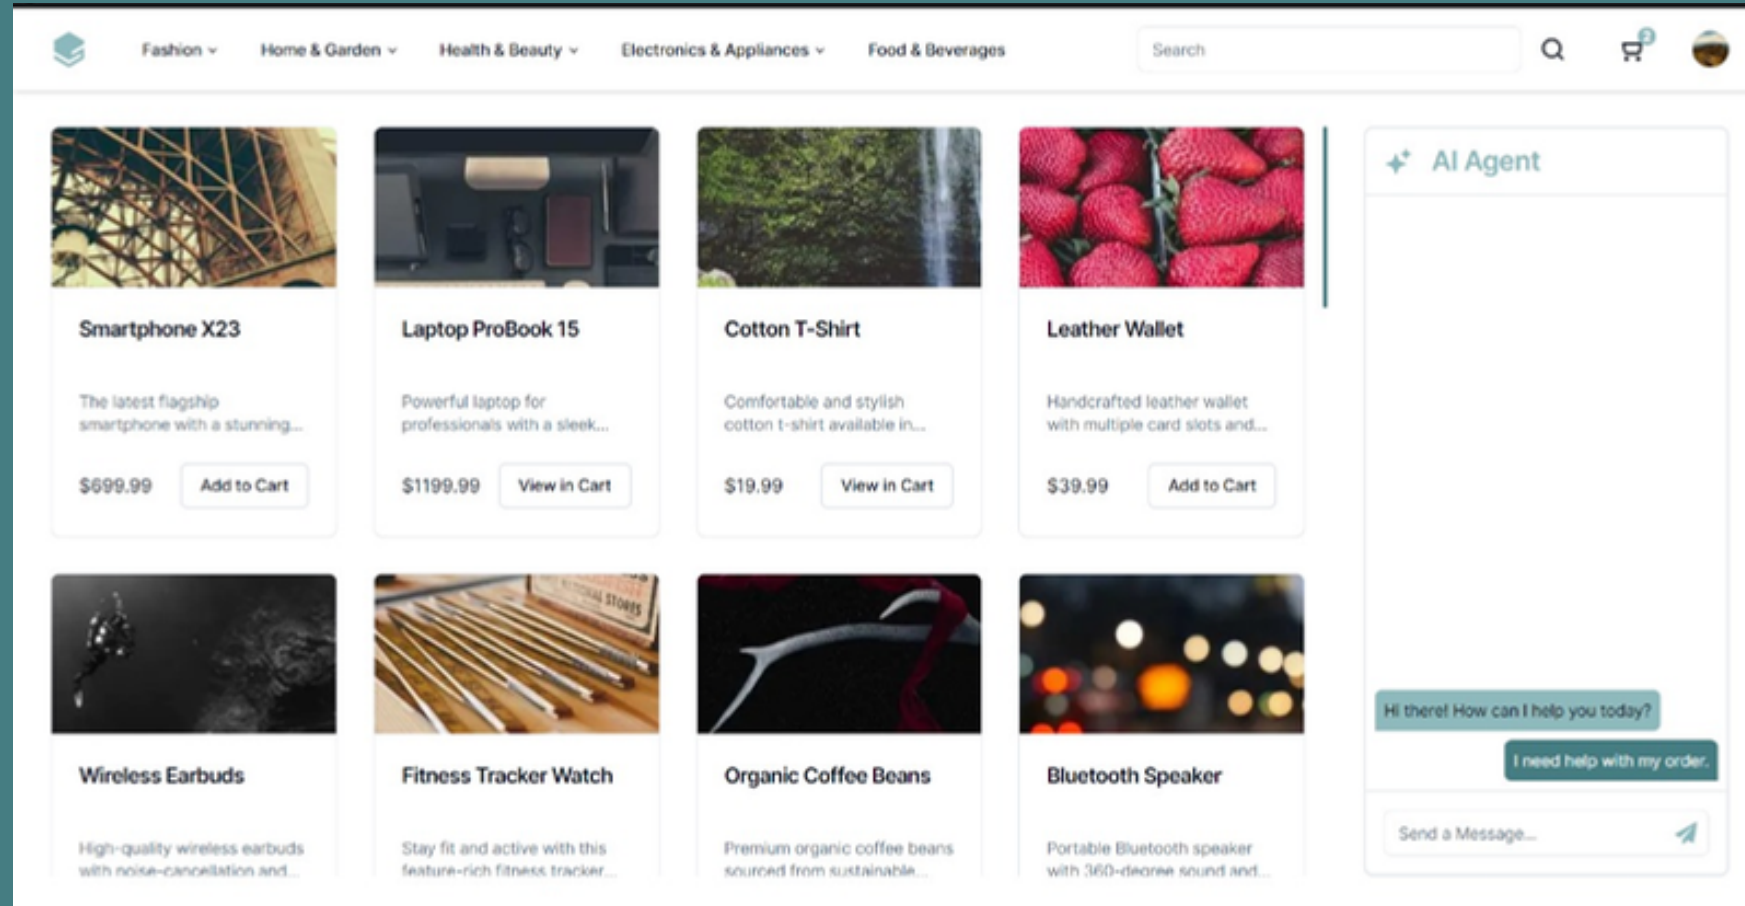 Fashion
Home & Garden
Health & Beauty
Electronics & Appliances
Food & Beverages
Search
2
Smartphone X23
The latest flagship
smartphone with a stunning...
$699.99
Add to Cart
Laptop ProBook 15
Powerful laptop for
professionals with a sleek...
$1199.99
View in Cart
Cotton T-Shirt
Comfortable and stylish
cotton t-shirt available in...
$19.99
View in Cart
Leather Wallet
Handcrafted leather wallet
with multiple card slots and...
$39.99
Add to Cart
STORES
Wireless Earbuds
High-quality wireless earbuds
with noise-cancellation and...
Fitness Tracker Watch
Stay fit and active with this
feature-rich fitness tracker...
Organic Coffee Beans
Premium organic coffee beans
sourced from sustainable...
Bluetooth Speaker
Portable Bluetooth speaker
with 360-degree sound and...
AI Agent
Hi there! How can I help you today?
I need help with my order.
Send a Message...